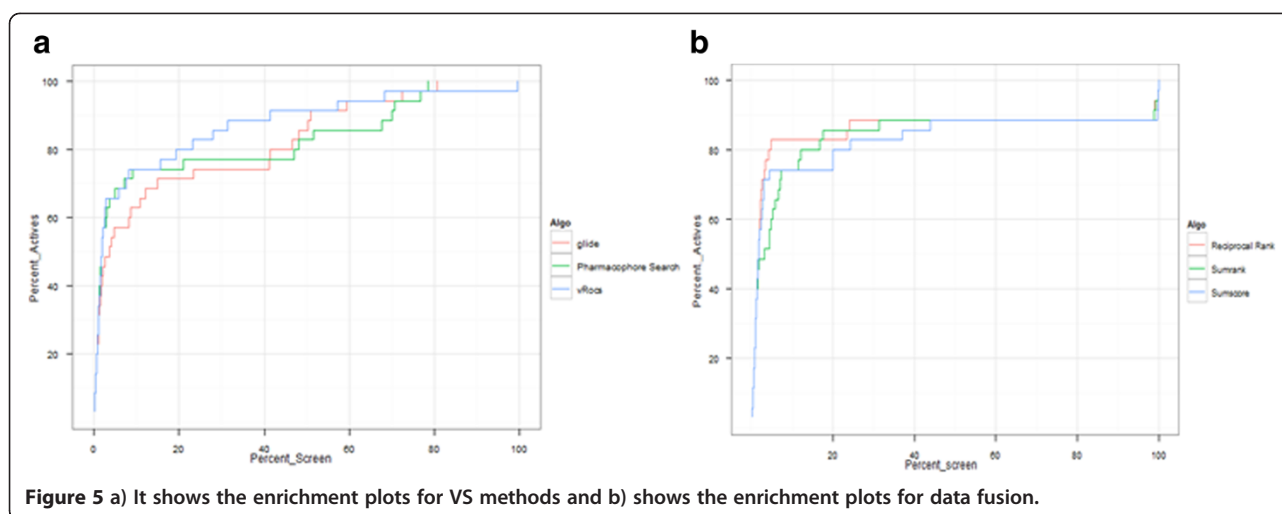 a
100
80
60
40
20
Percent_Actives
0 20 40 60 80 100
Percent_Screen
Algo
glide
Pharmacophore Search
vRocs
b
100
80
60
40
20
Percent_Actives
20 40 60 80 100
Percent_screen
Algo
Reciprocal Rank
Sumrank
Sumscore
Figure 5 a) It shows the enrichment plots for VS methods and b) shows the enrichment plots for data fusion.